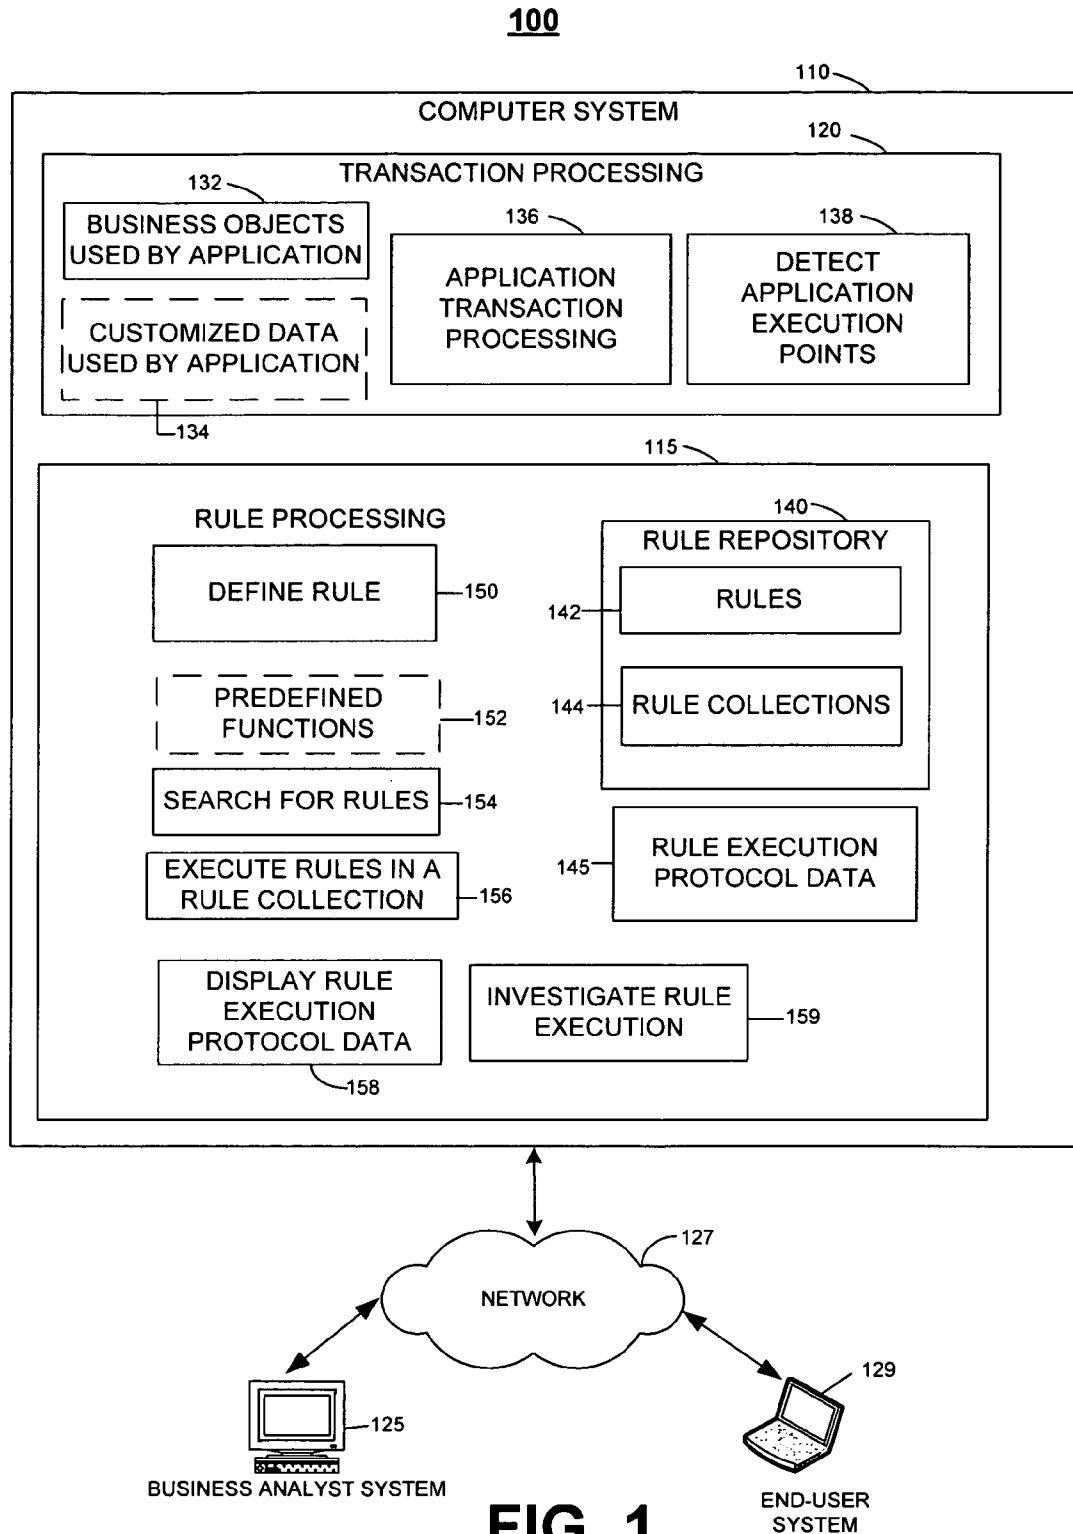 100
110
COMPUTER SYSTEM
120
TRANSACTION PROCESSING
132
BUSINESS OBJECTS
USED BY APPLICATION
CUSTOMIZED DATA
USED BY APPLICATION
134
136
APPLICATION
TRANSACTION
PROCESSING
138
DETECT
APPLICATION
EXECUTION
POINTS
115
RULE PROCESSING
DEFINE RULE
150
PREDEFINED
FUNCTIONS
152
SEARCH FOR RULES
154
EXECUTE RULES IN A
RULE COLLECTION
156
DISPLAY RULE
EXECUTION
PROTOCOL DATA
158
140
RULE REPOSITORY
RULES
142
RULE COLLECTIONS
144
RULE EXECUTION
PROTOCOL DATA
145
INVESTIGATE RULE
EXECUTION
159
127
NETWORK
125
BUSINESS ANALYST SYSTEM
129
END-USER
SYSTEM
FIG. 1